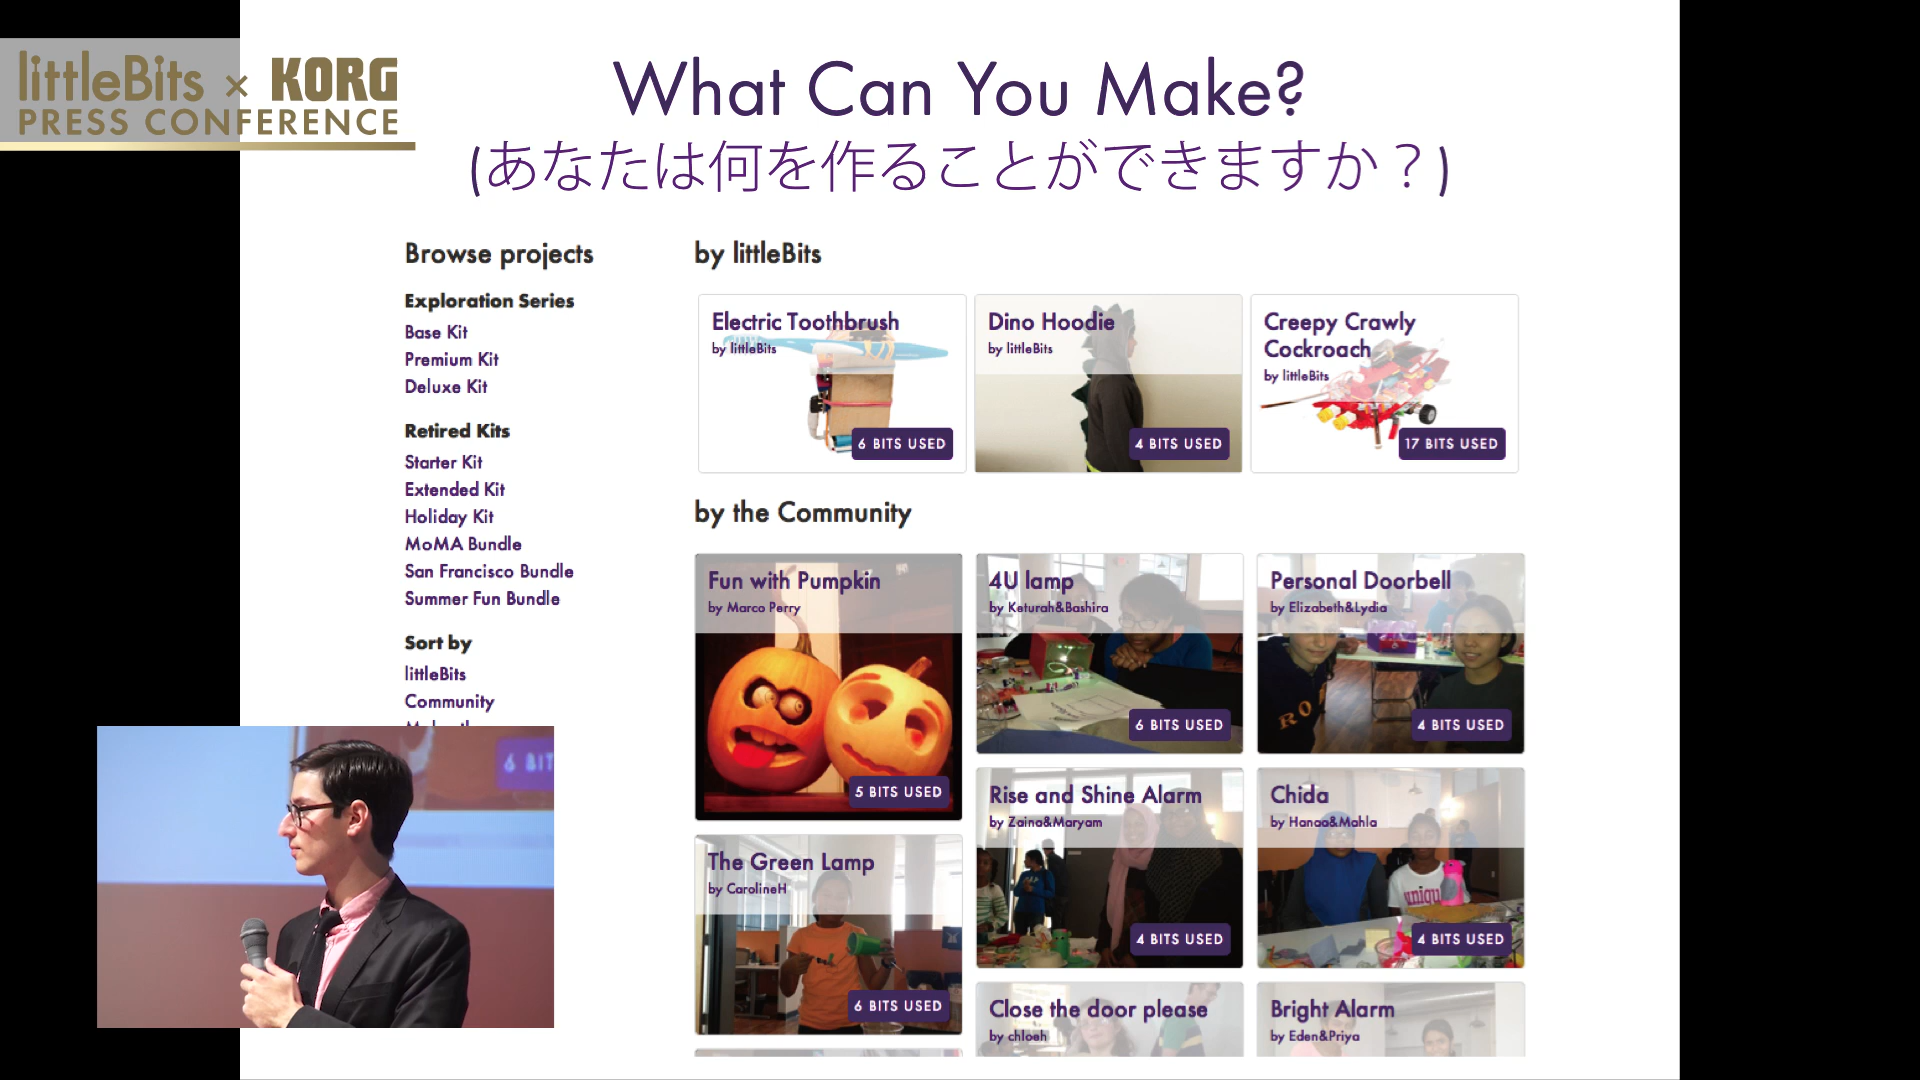 littleBits × KORG
PRESS CONFERENCE
What Can You Make?
(あなたは何を作ることができますか？)
Browse projects
Exploration Series
Base Kit
Premium Kit
Deluxe Kit
Retired Kits
Starter Kit
Extended Kit
Holiday Kit
MoMA Bundle
San Francisco Bundle
Summer Fun Bundle
Sort by
littleBits
Community
by littleBits
Electric Toothbrush
by littleBits
6 BITS USED
Dino Hoodie
by littleBits
4 BITS USED
Creepy Crawly
Cockroach
by littleBits
17 BITS USED
by the Community
Fun with Pumpkin
by Marco Perry
5 BITS USED
4U lamp
by Keturah&Bashira
6 BITS USED
Personal Doorbell
by Elizabeth&Lydia
4 BITS USED
The Green Lamp
by CarolineH
6 BITS USED
Rise and Shine Alarm
by Zaina&Maryam
4 BITS USED
Chida
by Hanaa&Mahla
uniqu
4 BITS USED
Close the door please
by chloeh
Bright Alarm
by Eden&Priya
6 BIT